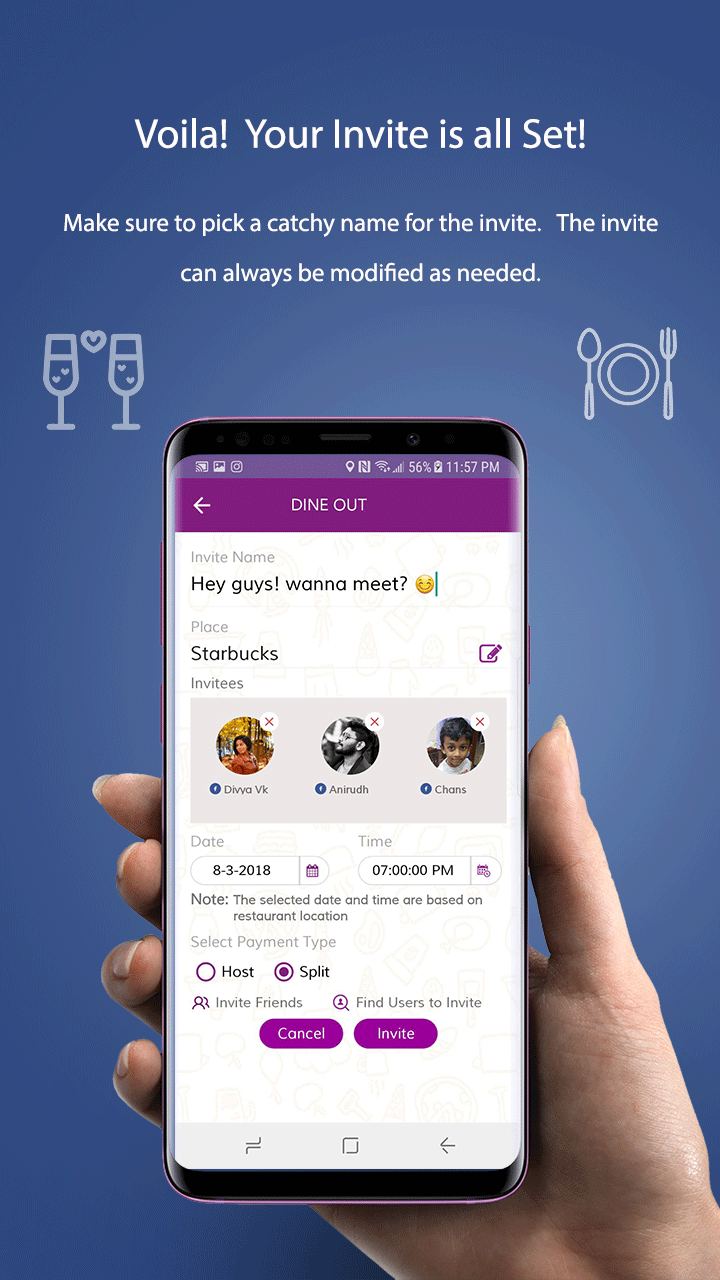 Voila! Your Invite is all Set!
Make sure to pick a catchy name for the invite. The invite
can always be modified as needed.
56% 11:57 PM
DINE OUT
Invite Name
Hey guys! wanna meet? 😊
Place
Starbucks
Invitees
Divya Vk Anirudh Chans
Date Time
8-3-2018 07:00:00 PM
Note: The selected date and time are based on
restaurant location
Select Payment Type
Host Split
Invite Friends Find Users to Invite
Cancel Invite